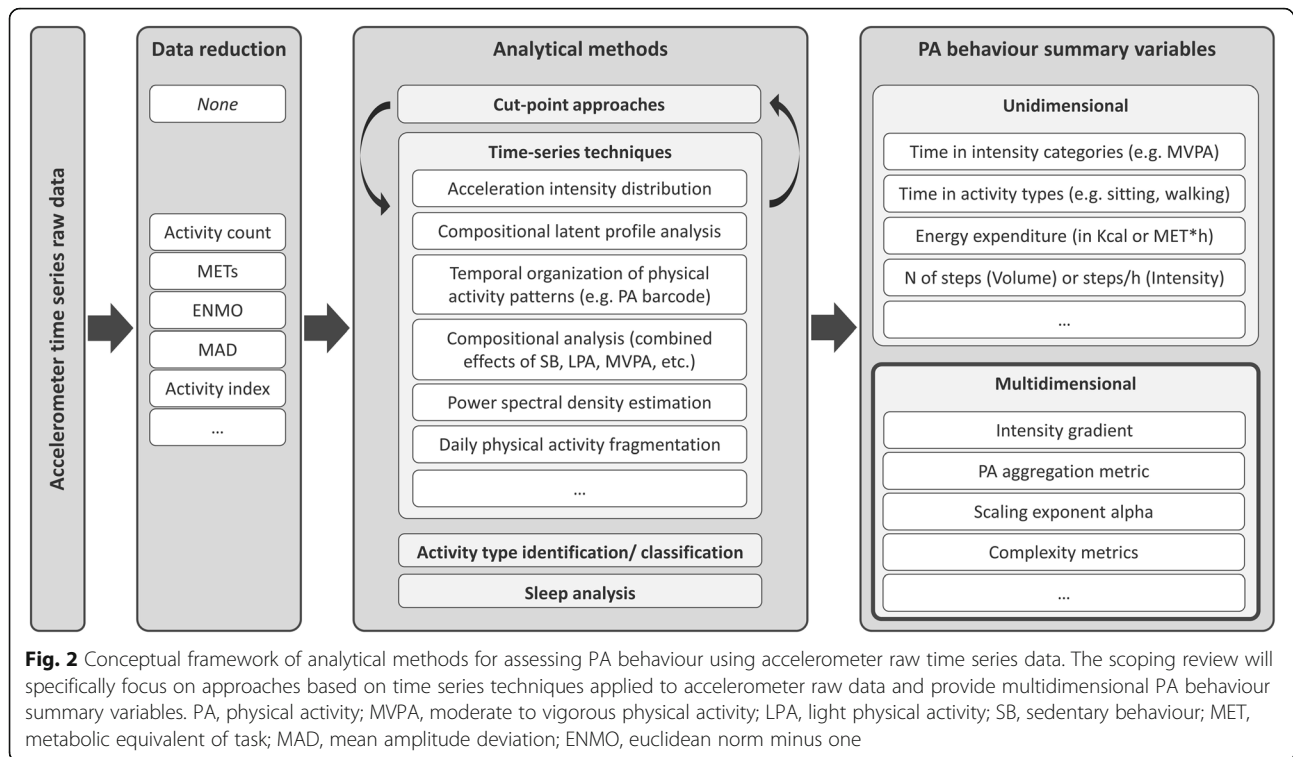 Accelerometer time series raw data
Data reduction
None
Activity count
METs
ENMO
MAD
Activity index
...
Analytical methods
Cut-point approaches
Time-series techniques
Acceleration intensity distribution
Compositional latent profile analysis
Temporal organization of physical
activity patterns (e.g. PA barcode)
Compositional analysis (combined
effects of SB, LPA, MVPA, etc.)
Power spectral density estimation
Daily physical activity fragmentation
...
Activity type identification/ classification
Sleep analysis
PA behaviour summary variables
Unidimensional
Time in intensity categories (e.g. MVPA)
Time in activity types (e.g. sitting, walking)
Energy expenditure (in Kcal or MET*h)
N of steps (Volume) or steps/h (Intensity)
...
Multidimensional
Intensity gradient
PA aggregation metric
Scaling exponent alpha
Complexity metrics
...
Fig. 2 Conceptual framework of analytical methods for assessing PA behaviour using accelerometer raw time series data. The scoping review will
specifically focus on approaches based on time series techniques applied to accelerometer raw data and provide multidimensional PA behaviour
summary variables. PA, physical activity; MVPA, moderate to vigorous physical activity; LPA, light physical activity; SB, sedentary behaviour; MET,
metabolic equivalent of task; MAD, mean amplitude deviation; ENMO, euclidean norm minus one